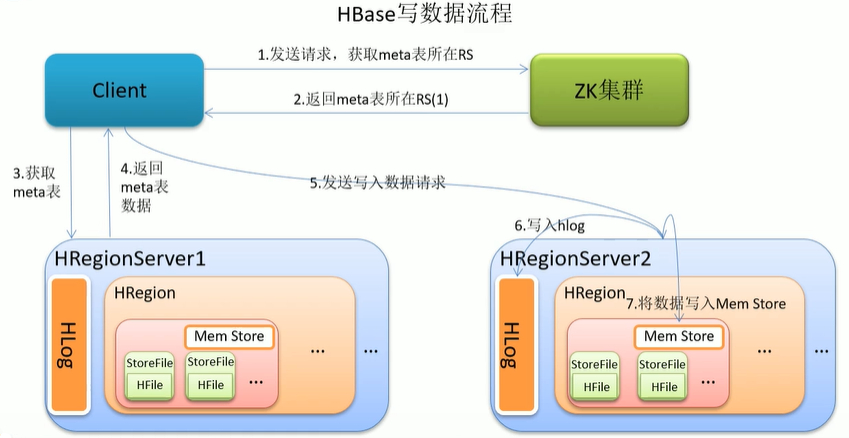 HBase写数据流程
1.发送请求，获取meta表所在RS
Client
ZK集群
2.返回meta表所在RS(1)
3.获取
meta表
4.返回
meta表
数据
5.发送写入数据请求
6.写入hlog
HRegionServer1
HLog
HRegion
Mem Store
StoreFile
HFile
StoreFile
HFile
...
...
...
HRegionServer2
HLog
HRegion
7.将数据写入Mem Store
Mem Store
StoreFile
HFile
StoreFile
HFile
...
...
...